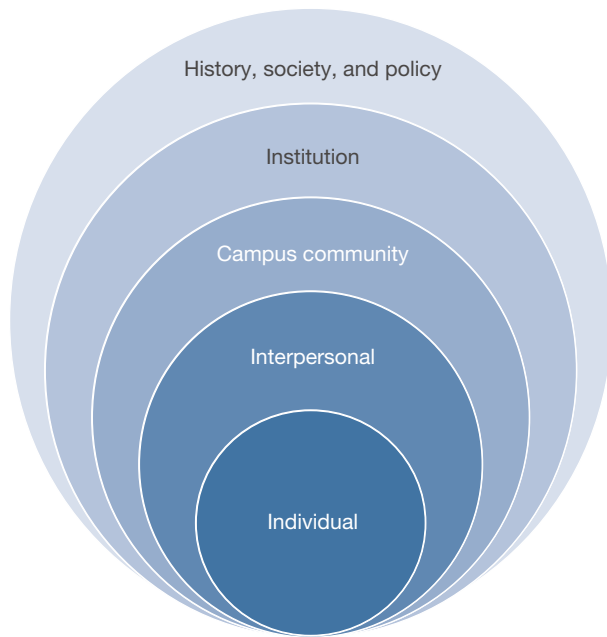 History, society, and policy
Institution
Campus community
Interpersonal
Individual